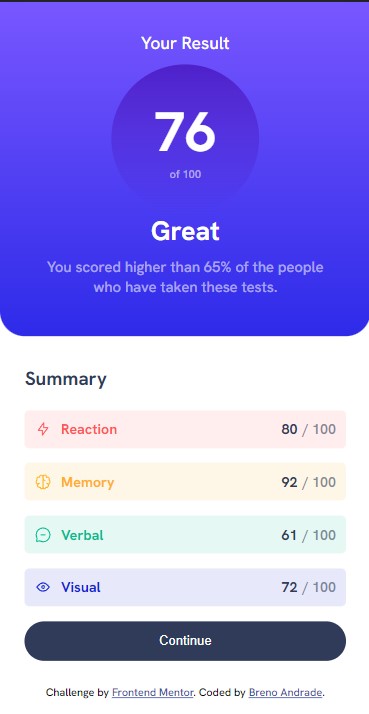 Your Result
76
of 100
Great
You scored higher than 65% of the people
who have taken these tests.
Summary
Reaction 80 / 100
Memory 92 / 100
Verbal 61 / 100
Visual 72 / 100
Continue
Challenge by Frontend Mentor. Coded by Breno Andrade.